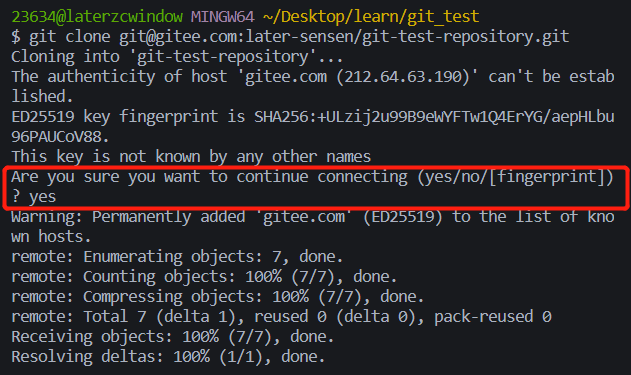 23634@laterzcwindow MINGW64 ~/Desktop/learn/git_test
$ git clone git@gitee.com:later-sensen/git-test-repository.git
Cloning into 'git-test-repository'...
The authenticity of host 'gitee.com (212.64.63.190)' can't be estab
lished.
ED25519 key fingerprint is SHA256:+ULzij2u99B9eWYFTw1Q4ErYG/aepHLbu
96PAUCoV88.
This key is not known by any other names
Are you sure you want to continue connecting (yes/no/[fingerprint])
? yes
Warning: Permanently added 'gitee.com' (ED25519) to the list of kno
wn hosts.
remote: Enumerating objects: 7, done.
remote: Counting objects: 100% (7/7), done.
remote: Compressing objects: 100% (7/7), done.
remote: Total 7 (delta 1), reused 0 (delta 0), pack-reused 0
Receiving objects: 100% (7/7), done.
Resolving deltas: 100% (1/1), done.